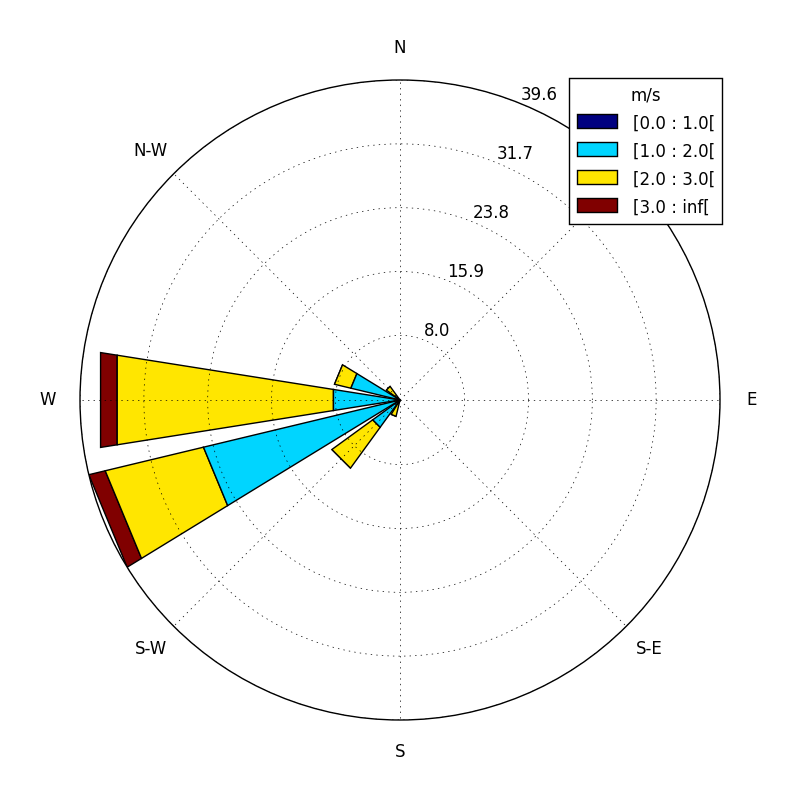 N
39.6
m/s
[0.0 : 1.0[
[1.0 : 2.0[
[2.0 : 3.0[
[3.0 : inf[
N-W
31.7
23.8
15.9
8.0
W
E
S-W
S-E
S